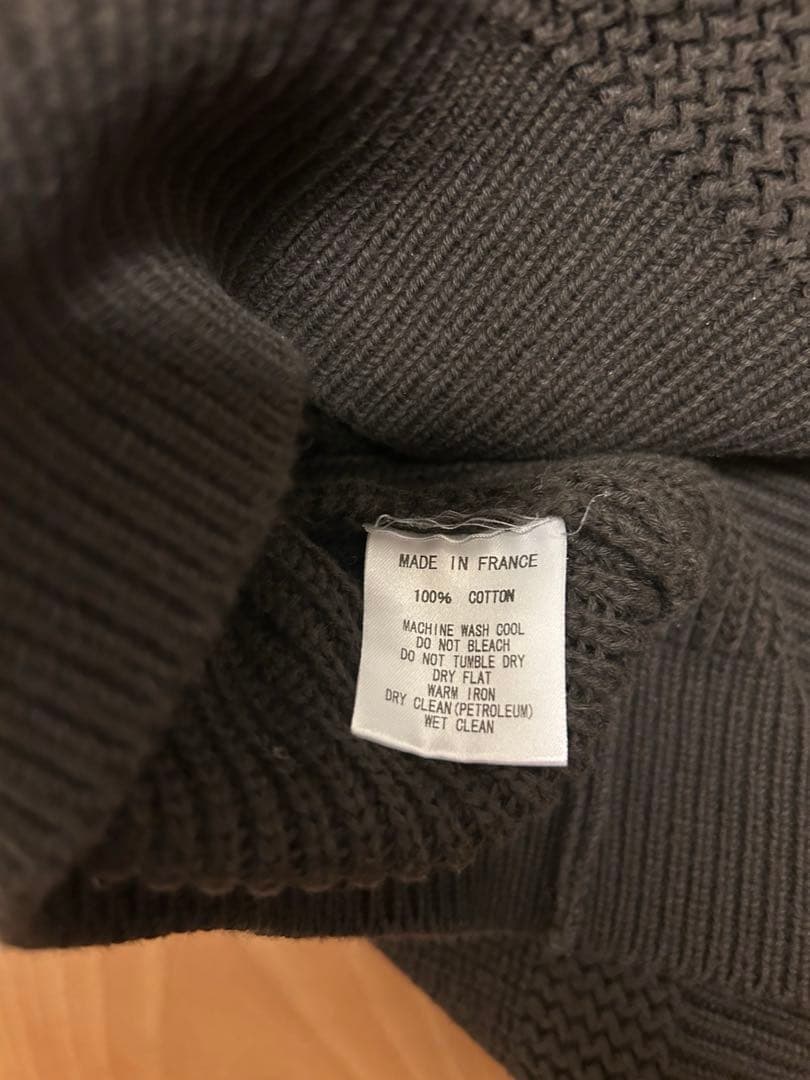 MADE IN FRANCE
100% COTTON
MACHINE WASH COOL
DO NOT BLEACH
DO NOT TUMBLE DRY
DRY FLAT
WARM IRON
DRY CLEAN(PETROLEUM)
WET CLEAN